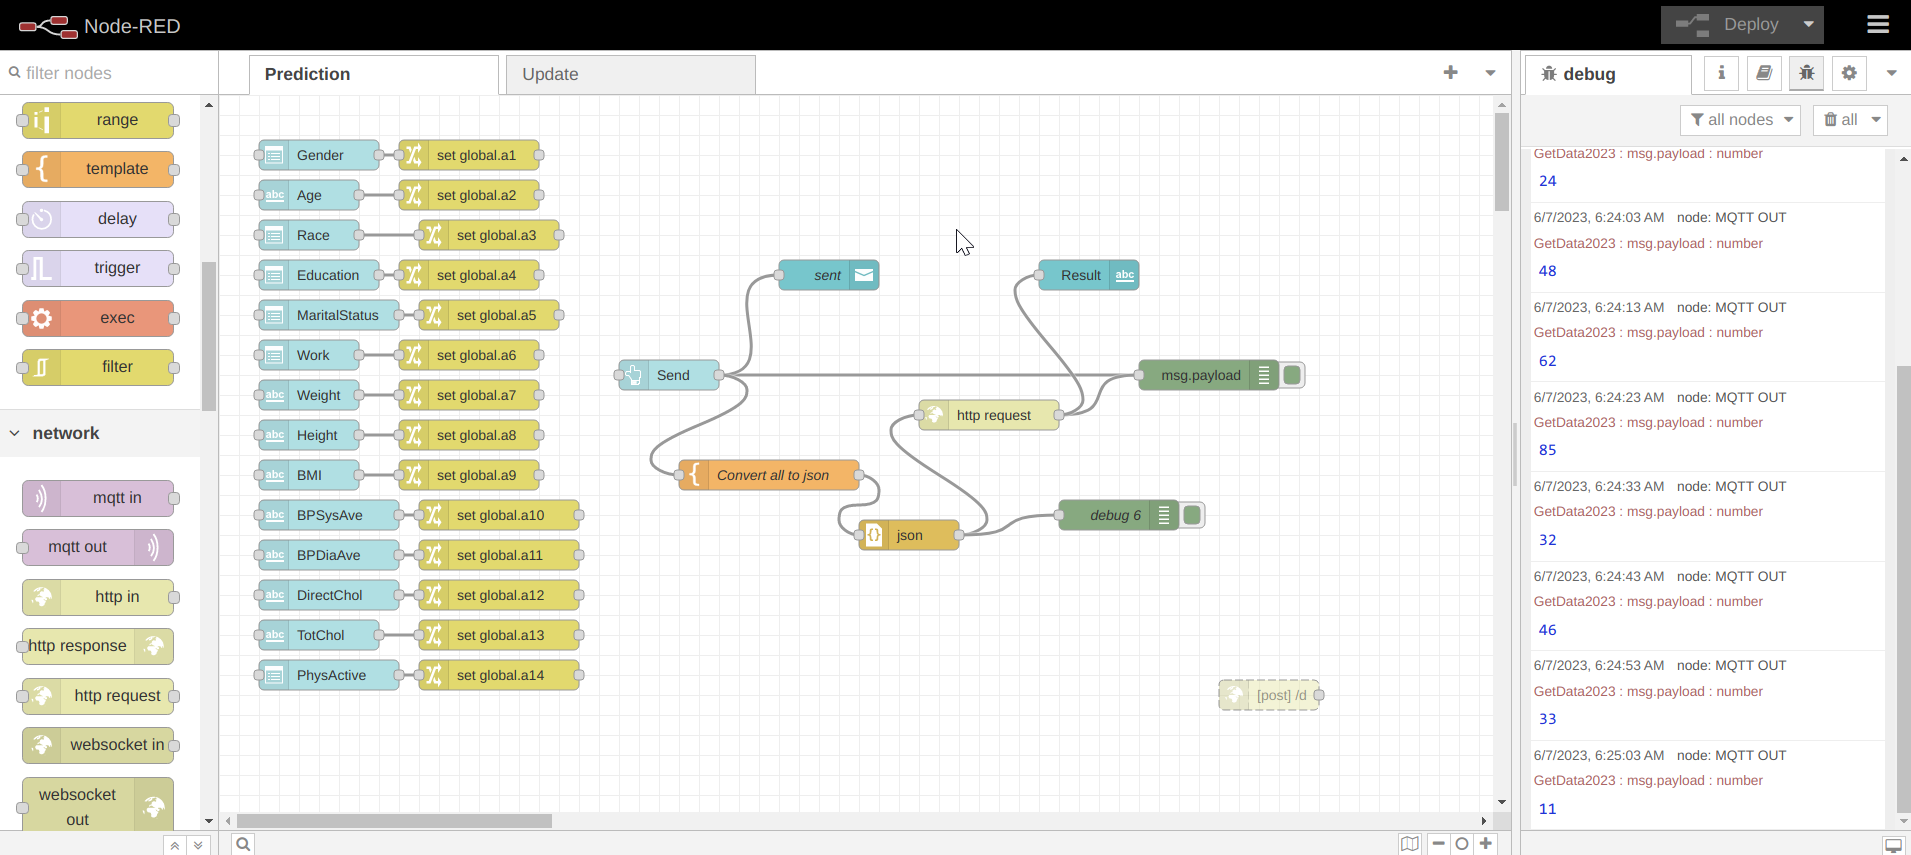 Node-RED
Deploy
filter nodes
range
template
delay
trigger
exec
filter
network
mqtt in
mqtt out
http in
http response
http request
websocket in
websocket
out
Prediction
Update
Gender
set global.a1
abc
Age
set global.a2
Race
set global.a3
Education
set global.a4
MaritalStatus
set global.a5
Work
set global.a6
abc
Weight
set global.a7
abc
Height
set global.a8
abc
BMI
set global.a9
abc
BPSysAve
set global.a10
abc
BPDiaAve
set global.a11
abc
DirectChol
set global.a12
abc
TotChol
set global.a13
PhysActive
set global.a14
sent
Result
abc
Send
msg.payload
http request
Convert all to json
json
debug 6
[post] /d
debug
i
all nodes
all
GetData2023 : msg.payload : number
24
6/7/2023, 6:24:03 AM node: MQTT OUT
GetData2023 : msg.payload : number
48
6/7/2023, 6:24:13 AM node: MQTT OUT
GetData2023 : msg.payload : number
62
6/7/2023, 6:24:23 AM node: MQTT OUT
GetData2023 : msg.payload : number
85
6/7/2023, 6:24:33 AM node: MQTT OUT
GetData2023 : msg.payload : number
32
6/7/2023, 6:24:43 AM node: MQTT OUT
GetData2023 : msg.payload : number
46
6/7/2023, 6:24:53 AM node: MQTT OUT
GetData2023 : msg.payload : number
33
6/7/2023, 6:25:03 AM node: MQTT OUT
GetData2023 : msg.payload : number
11